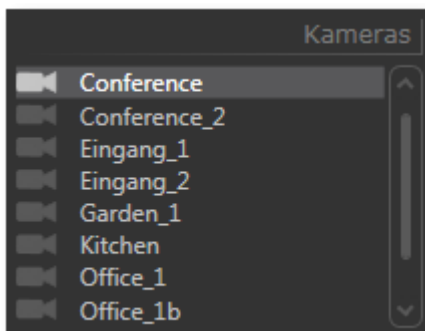 Kameras
Conference
Conference_2
Eingang_1
Eingang_2
Garden_1
Kitchen
Office_1
Office_1b